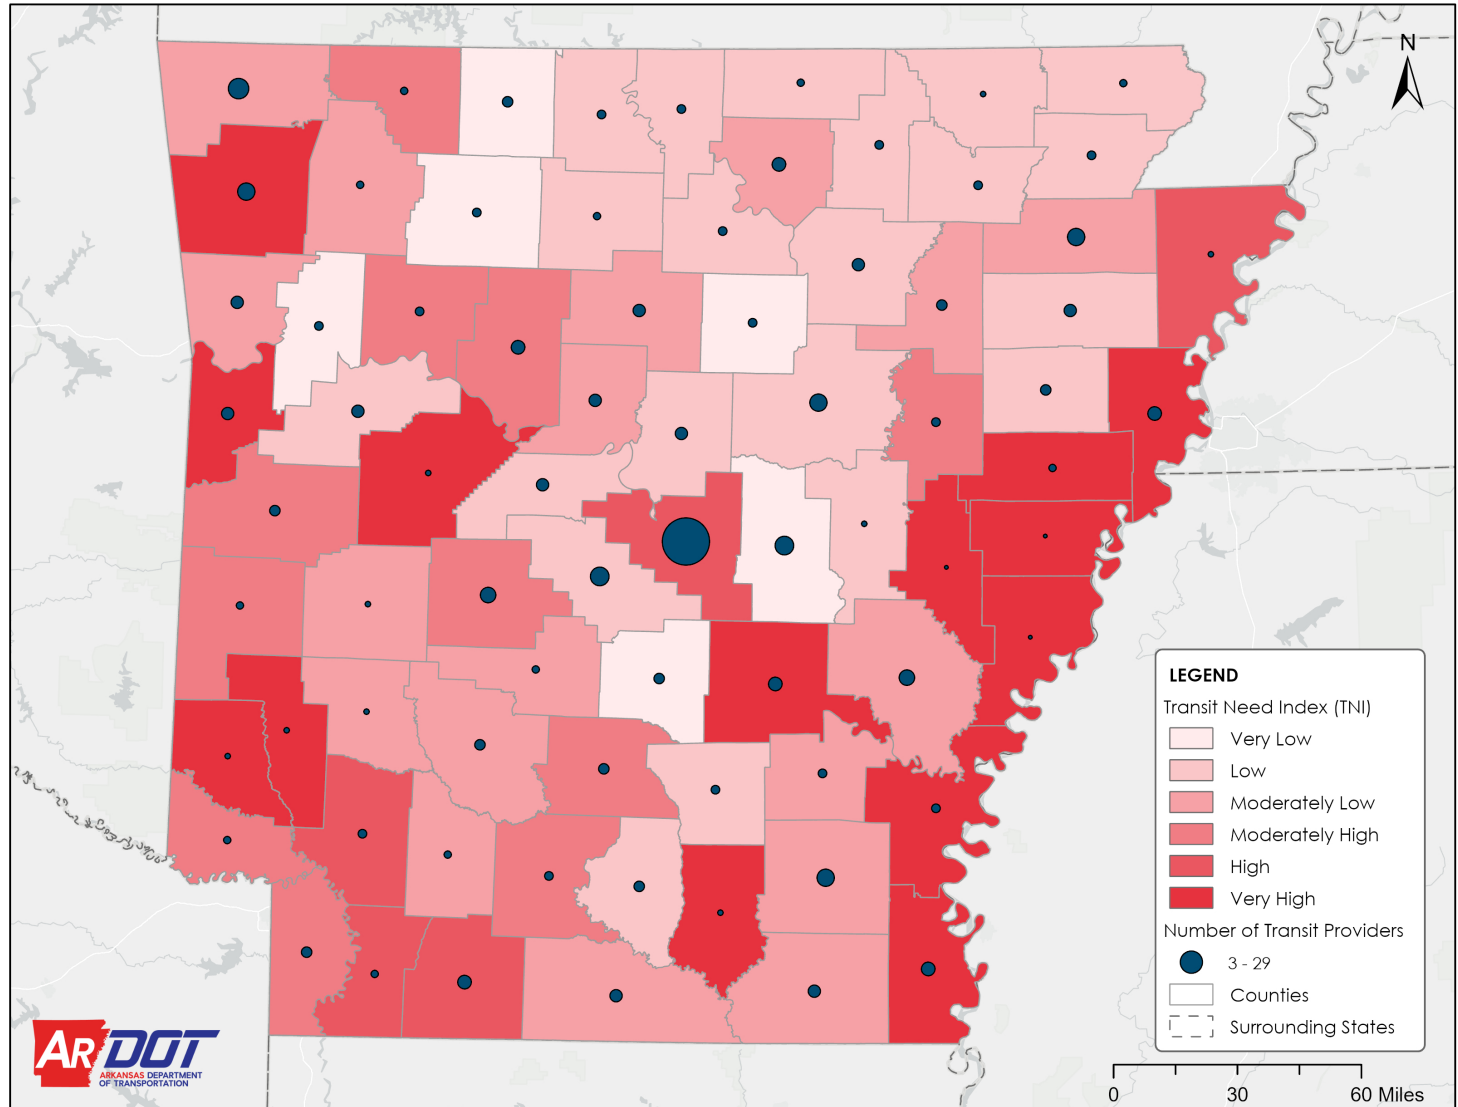 N
LEGEND
Transit Need Index (TNI)
Very Low
Low
Moderately Low
Moderately High
High
Very High
Number of Transit Providers
3 - 29
Counties
Surrounding States
ARDOT
ARKANSAS DEPARTMENT
OF TRANSPORTATION
0 30 60 Miles